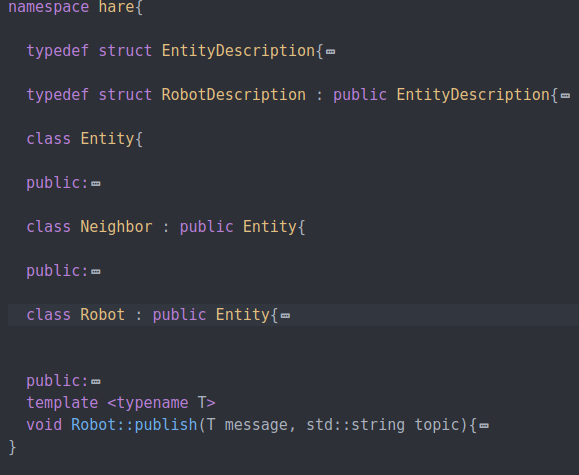 namespace hare{
typedef struct EntityDescription{
typedef struct RobotDescription : public EntityDescription{
class Entity{
public:
class Neighbor : public Entity{
public:
class Robot : public Entity{
public:
template <typename T>
void Robot::publish(T message, std::string topic){
}